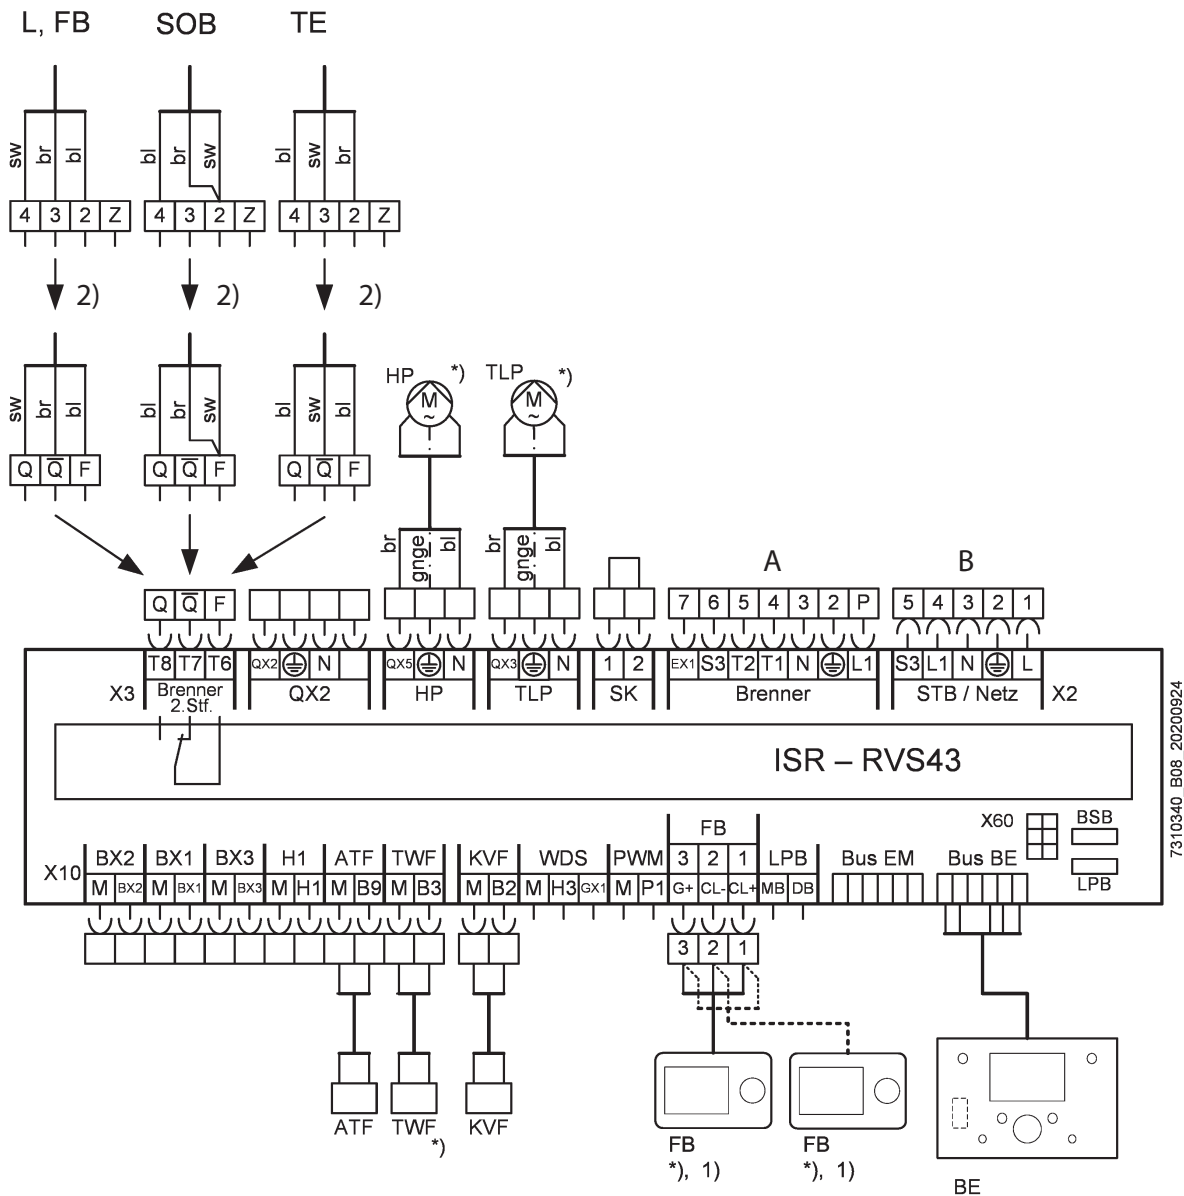 L, FB SOB TE
sw br bl bl br sw bl sw br
4 3 2 Z 4 3 2 Z 4 3 2 Z
2) 2) 2)
HP *) TLP *)
M ~ M ~
sw br bl bl br sw bl sw bl
Q Q̅ F Q Q̅ F Q Q̅ F
br gnge bl br gnge bl
A B
Q Q̅ F 7 6 5 4 3 2 P 5 4 3 2 1
T8 T7 T6 QX2 N QX5 N QX3 N 1 2 EX1 S3 T2 T1 N L1 S3 L1 N L
X3 Brenner QX2 HP TLP SK Brenner STB / Netz X2
2.Stf.
ISR – RVS43
7310340_B08_20200924
X60 BSB
FB
X10 BX2 BX1 BX3 H1 ATF TWF KVF WDS PWM 3 2 1 LPB Bus EM Bus BE LPB
M BX2 M BX1 M BX3 M H1 M B9 M B3 M B2 M H3 GX1 M P1 G+ CL- CL+ MB DB
3 2 1
ATF TWF KVF
*)
FB FB
*), 1) *), 1)
BE